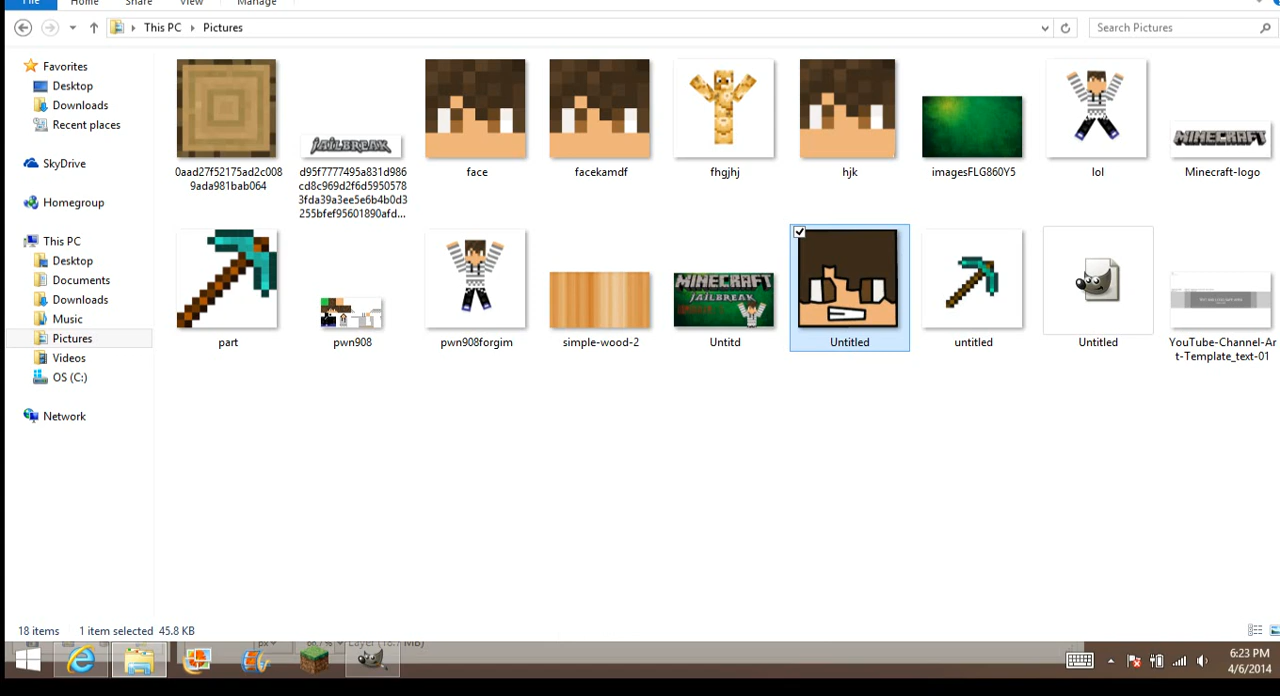 File Home Share View Manage
This PC Pictures
Search Pictures
Favorites
Desktop
Downloads
Recent places
SkyDrive
Homegroup
This PC
Desktop
Documents
Downloads
Music
Pictures
Videos
OS (C:)
Network
JAILBREAK
MINECRAFT
0aad27f52175ad2c008
9ada981bab064
d95f7777495a831d986
cd8c969d2f6d5950578
3fda39a3ee5e6b4b0d3
255bfef95601890afd...
face
facekamdf
fhgjhj
hjk
imagesFLG860Y5
lol
Minecraft-logo
MINECRAFT
JAILBREAK
part
pwn908
pwn908forgim
simple-wood-2
Untitd
Untitled
untitled
Untitled
YouTube-Channel-Ar
t-Template_text-01
18 items 1 item selected 45.8 KB
6:23 PM
4/6/2014